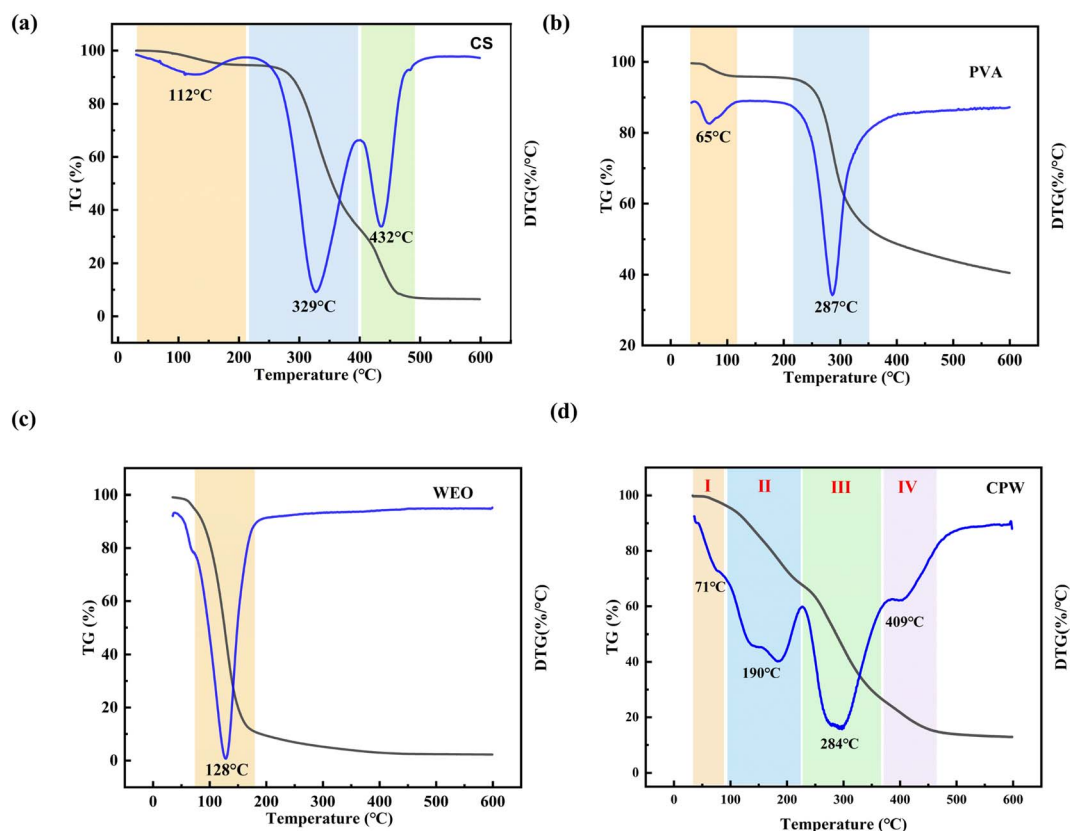 (a)
CS
100
80
60
40
20
0
TG (%)
DTG(%/°C)
112°C
329°C
432°C
0 100 200 300 400 500 600
Temperature (°C)
(b)
PVA
100
80
60
40
20
TG (%)
DTG(%/°C)
65°C
287°C
0 100 200 300 400 500 600
Temperature (°C)
(c)
WEO
100
80
60
40
20
0
TG (%)
DTG(%/°C)
128°C
0 100 200 300 400 500 600
Temperature (°C)
(d)
I II III IV CPW
100
80
60
40
20
0
TG (%)
DTG(%/°C)
71°C
190°C
284°C
409°C
0 100 200 300 400 500 600
Temperature (°C)